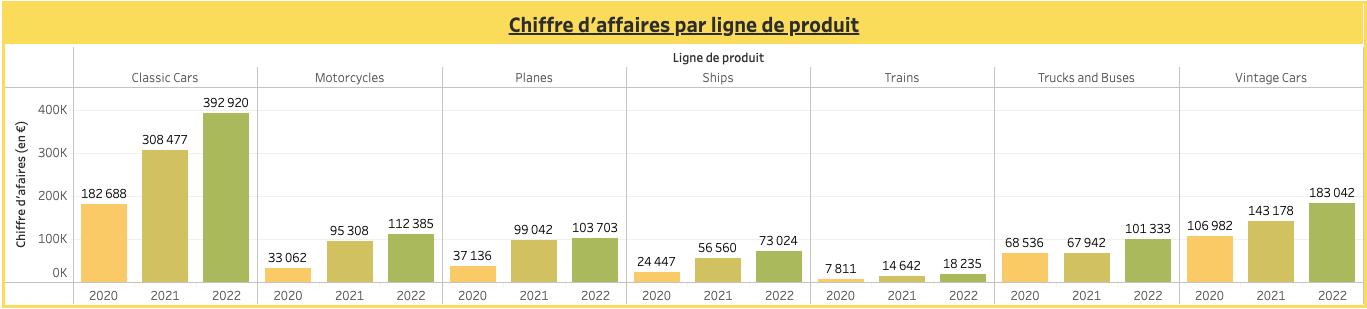 Chiffre d'affaires par ligne de produit
Ligne de produit
Classic Cars Motorcycles Planes Ships Trains Trucks and Buses Vintage Cars
Chiffre d'afaires (en €)
400K
300K
200K
100K
0K
182 688 308 477 392 920
33 062 95 308 112 385
37 136 99 042 103 703
24 447 56 560 73 024
7 811 14 642 18 235
68 536 67 942 101 333
106 982 143 178 183 042
2020 2021 2022 2020 2021 2022 2020 2021 2022 2020 2021 2022 2020 2021 2022 2020 2021 2022 2020 2021 2022